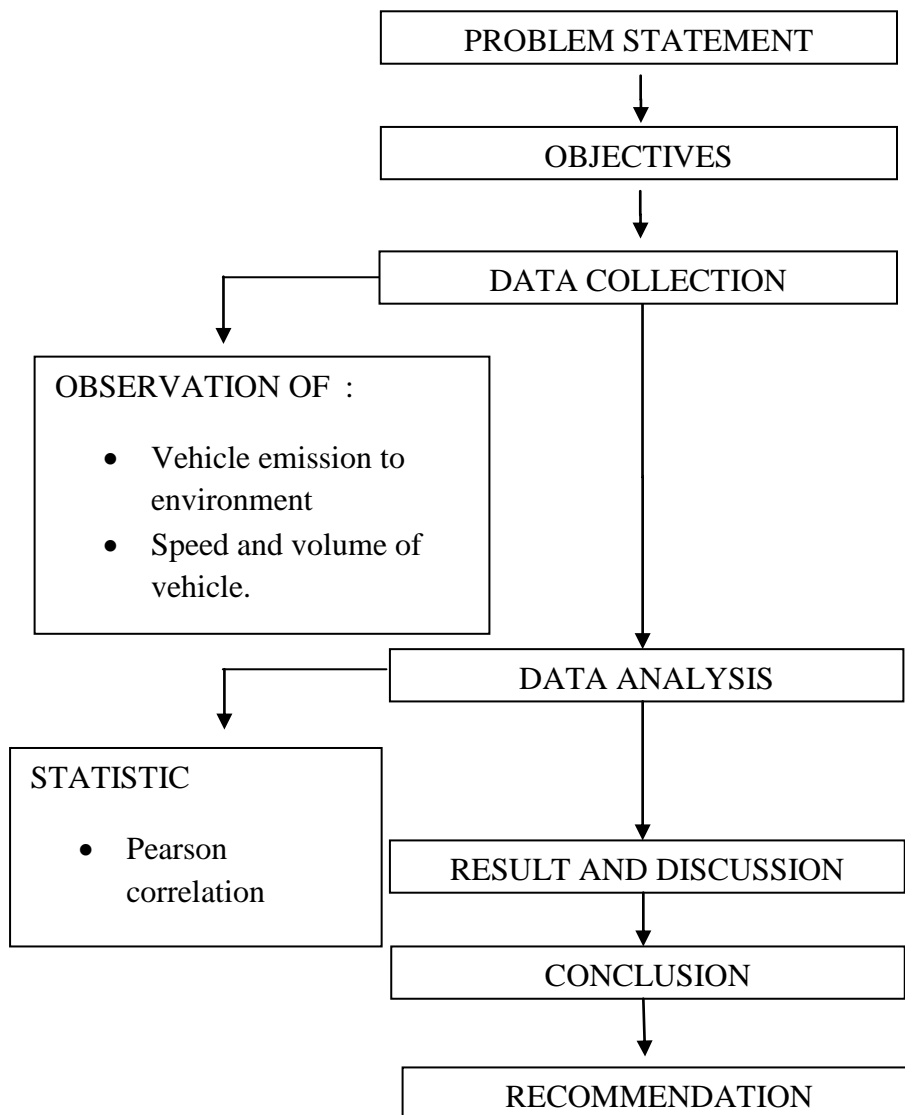 PROBLEM STATEMENT
OBJECTIVES
DATA COLLECTION
OBSERVATION OF :
• Vehicle emission to
environment
• Speed and volume of
vehicle.
DATA ANALYSIS
STATISTIC
• Pearson
correlation
RESULT AND DISCUSSION
CONCLUSION
RECOMMENDATION